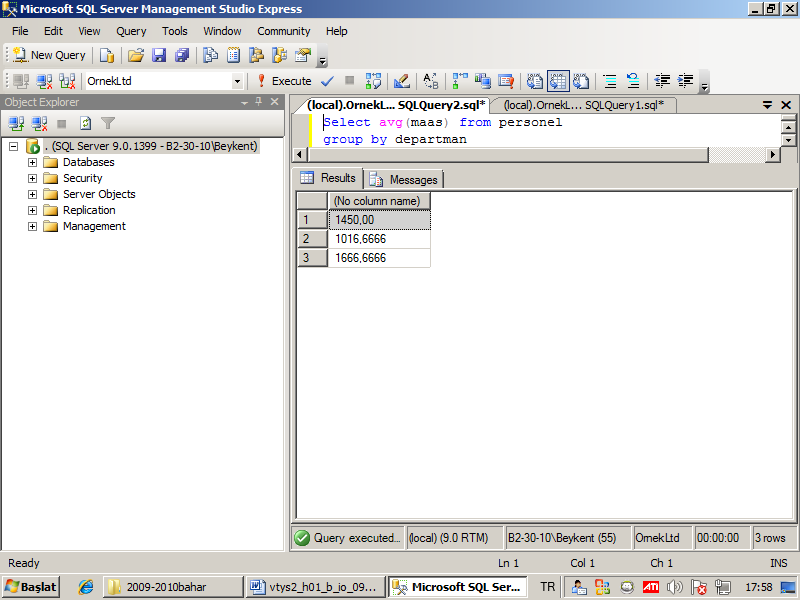 Microsoft SQL Server Management Studio Express
File Edit View Query Tools Window Community Help
New Query
OrnekLtd Execute
Object Explorer
(local).OrnekL... SQLQuery2.sql* (local).OrnekL... SQLQuery1.sql*
. (SQL Server 9.0.1399 - B2-30-10\Beykent)
Databases
Security
Server Objects
Replication
Management
Select avg(maas) from personel
group by departman
Results Messages
(No column name)
1 1450,00
2 1016,6666
3 1666,6666
Query executed... (local) (9.0 RTM) B2-30-10\Beykent (55) OrnekLtd 00:00:00 3 rows
Ready Ln 1 Col 1 Ch 1 INS
Başlat 2009-2010bahar vtys2_h01_b_io_09... Microsoft SQL Ser... TR ATI 17:58